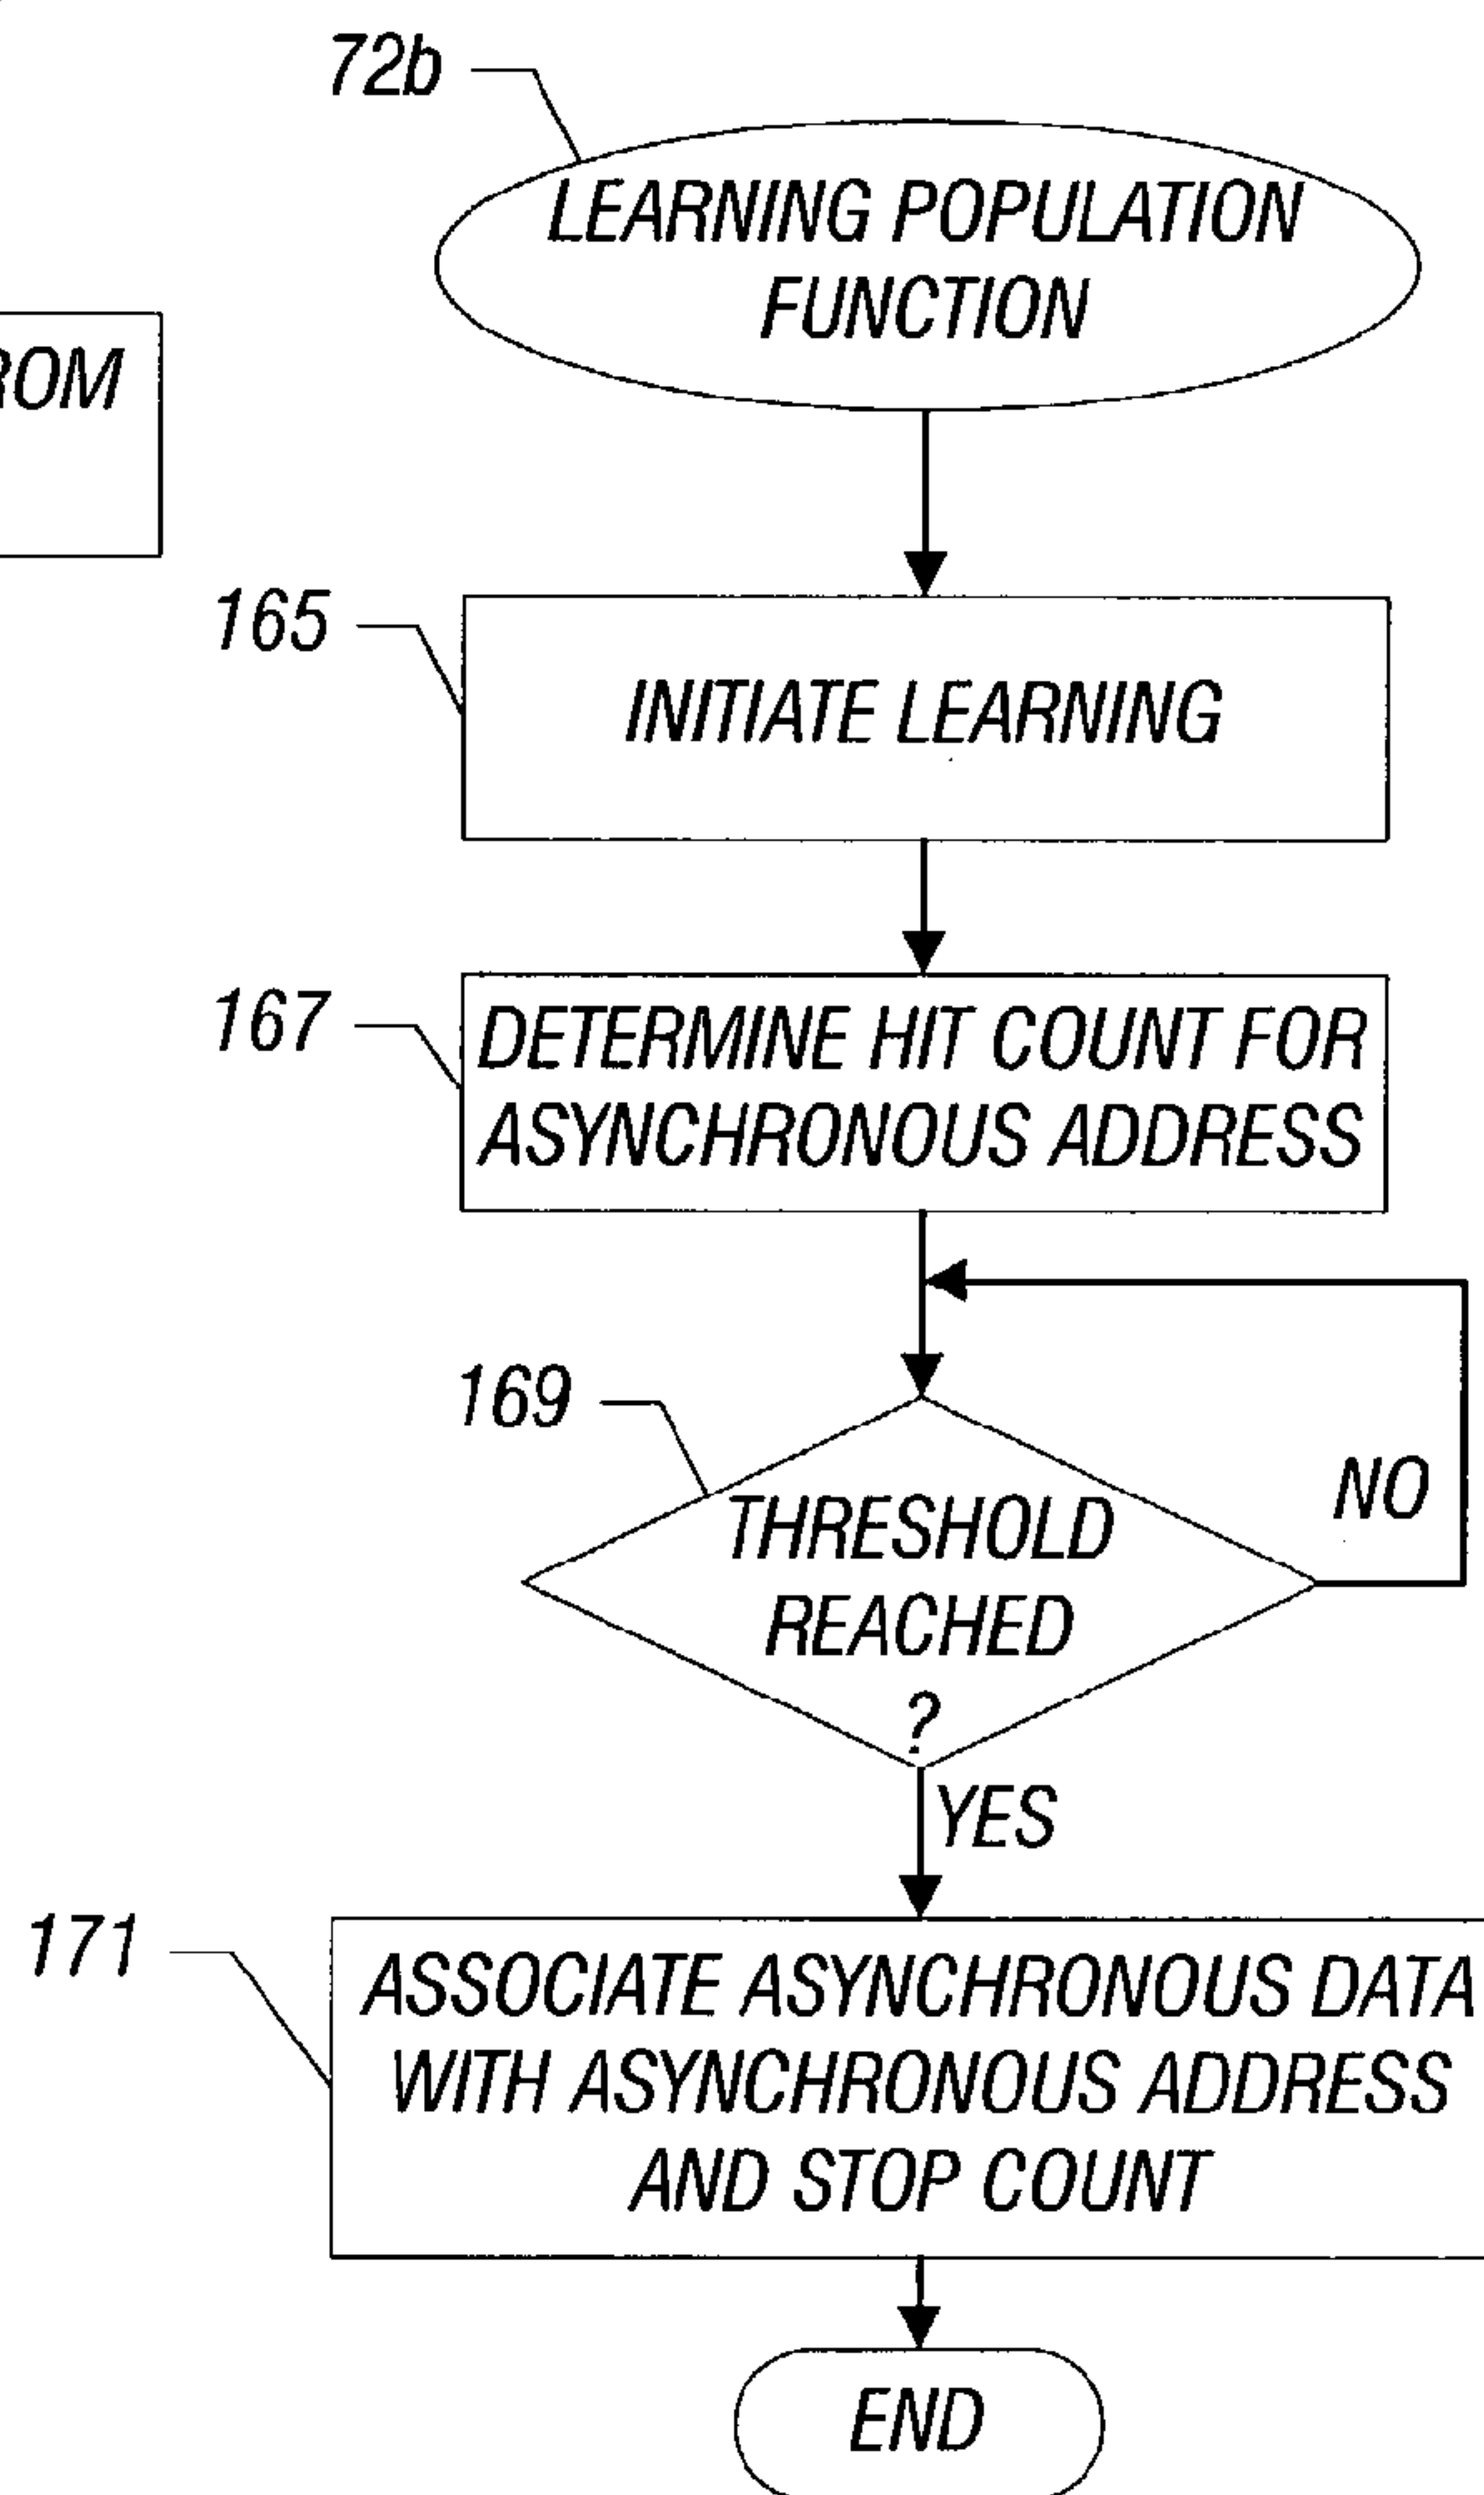 72b
LEARNING POPULATION
FUNCTION
165
INITIATE LEARNING
167
DETERMINE HIT COUNT FOR
ASYNCHRONOUS ADDRESS
169
THRESHOLD
REACHED
?
NO
YES
171
ASSOCIATE ASYNCHRONOUS DATA
WITH ASYNCHRONOUS ADDRESS
AND STOP COUNT
END